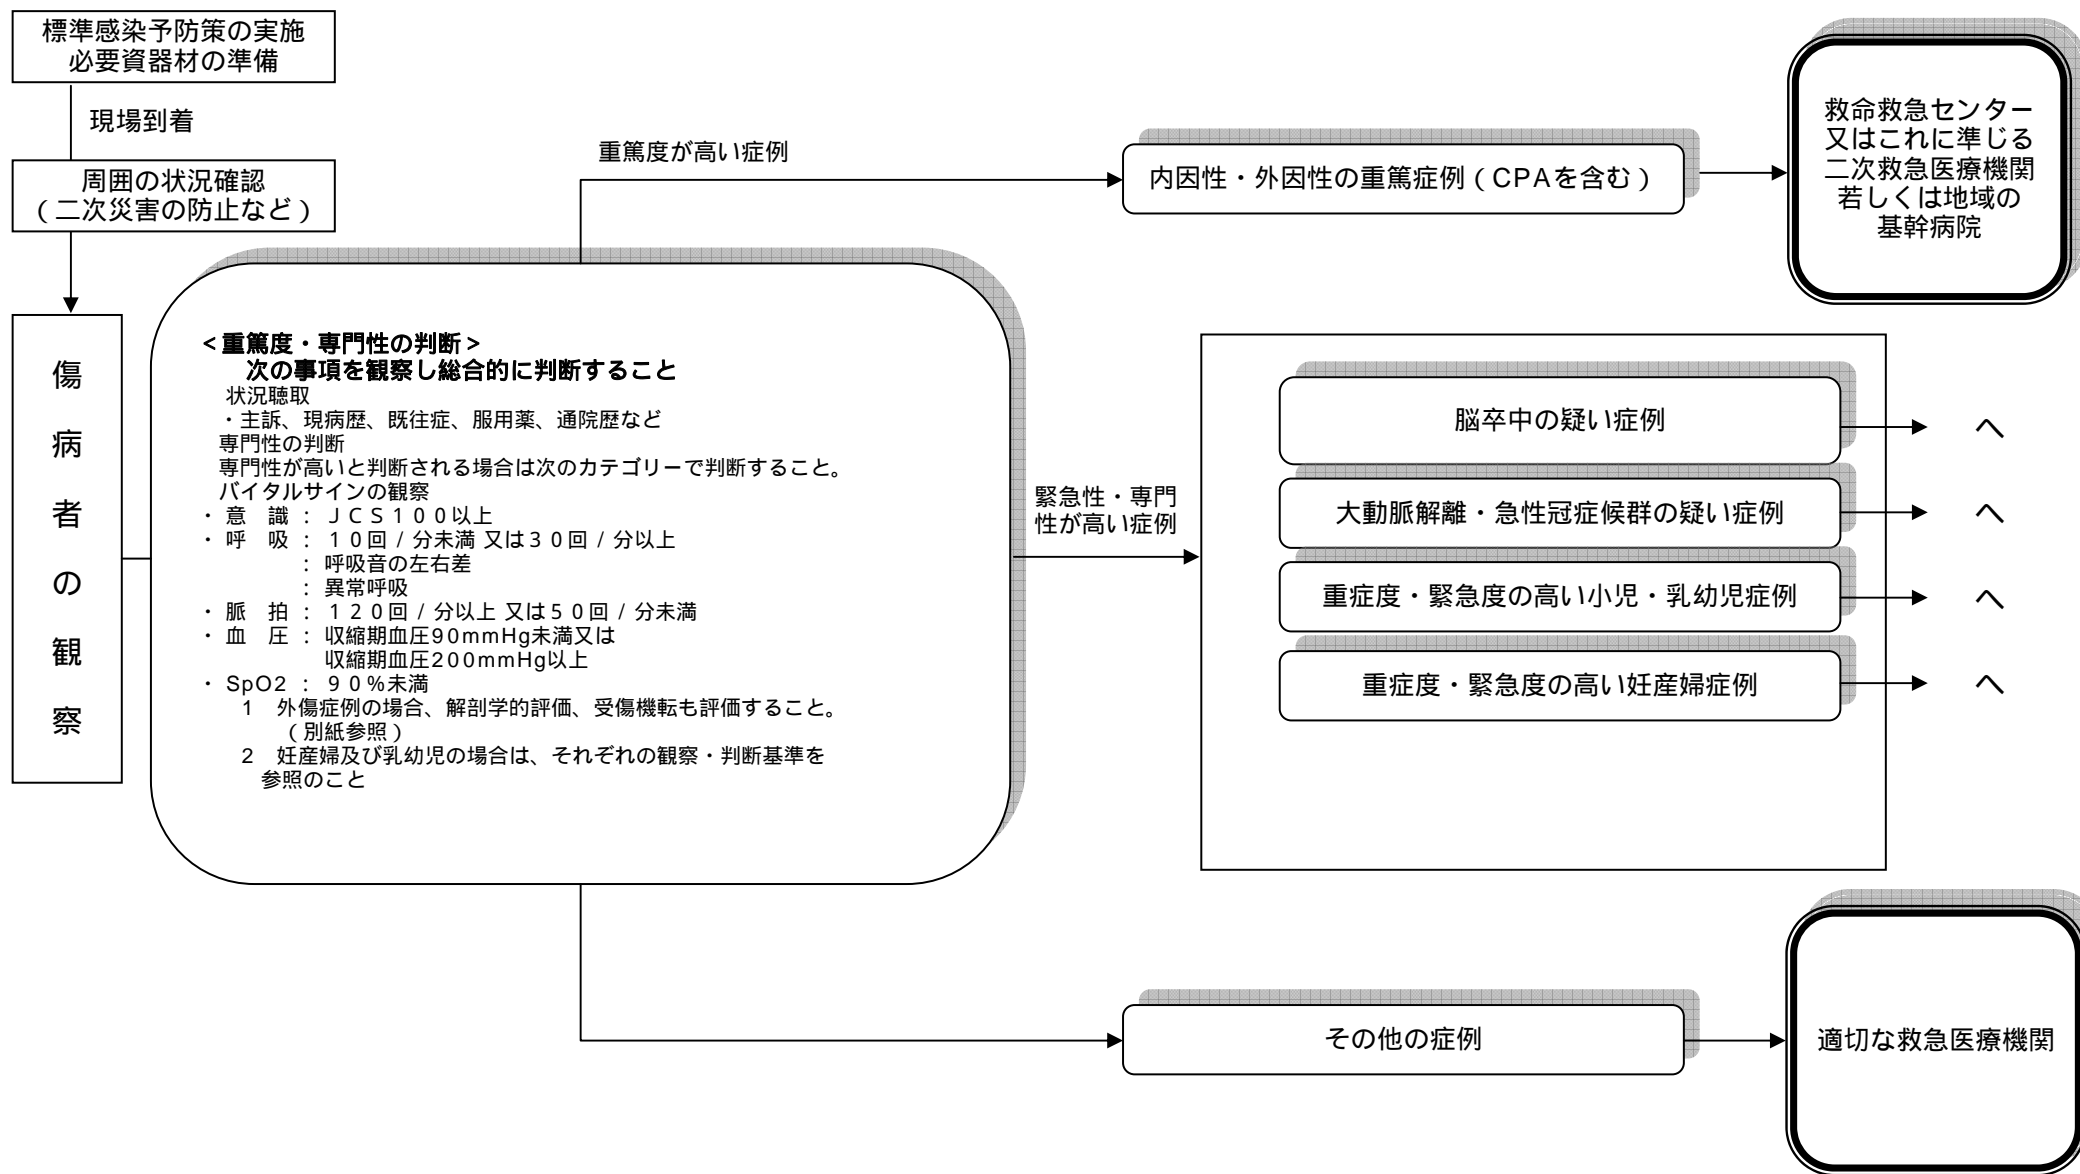 標準感染予防策の実施
必要資器材の準備
現場到着
周囲の状況確認
(二次災害の防止など)
傷病者の観察
<重篤度・専門性の判断>
次の事項を観察し総合的に判断すること
状況聴取
・主訴、現病歴、既往症、服用薬、通院歴など
専門性の判断
専門性が高いと判断される場合は次のカテゴリーで判断すること。
バイタルサインの観察
・ 意 識 : JCS100以上
・ 呼 吸 : 10回/分未満 又は30回/分以上
: 呼吸音の左右差
: 異常呼吸
・ 脈 拍 : 120回/分以上 又は50回/分未満
・ 血 圧 : 収縮期血圧90mmHg未満又は
収縮期血圧200mmHg以上
・ SpO2 : 90%未満
1 外傷症例の場合、解剖学的評価、受傷機転も評価すること。
(別紙参照)
2 妊産婦及び乳幼児の場合は、それぞれの観察・判断基準を
参照のこと
重篤度が高い症例
内因性・外因性の重篤症例(CPAを含む)
救命救急センター
又はこれに準じる
二次救急医療機関
若しくは地域の
基幹病院
緊急性・専門
性が高い症例
脳卒中の疑い症例
へ
大動脈解離・急性冠症候群の疑い症例
へ
重症度・緊急度の高い小児・乳幼児症例
へ
重症度・緊急度の高い妊産婦症例
へ
その他の症例
適切な救急医療機関